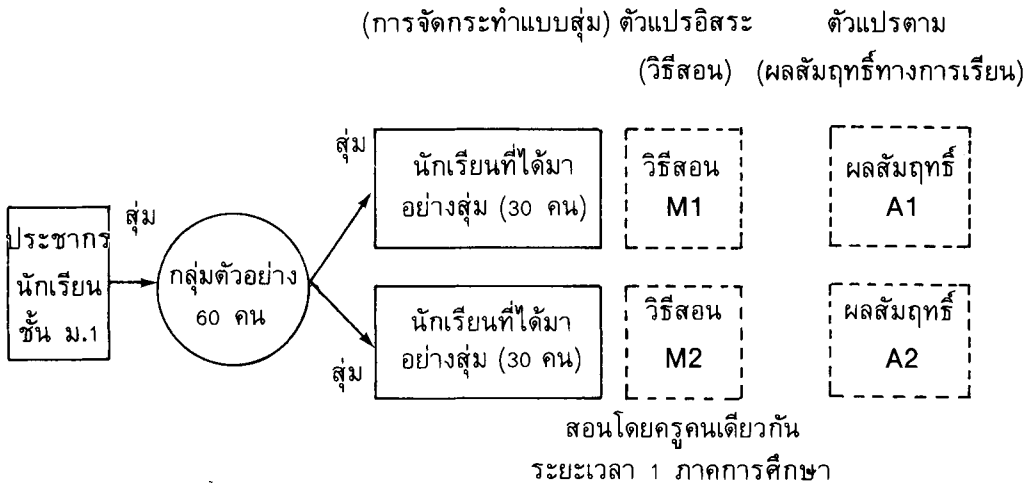 (การจัดกระทำแบบสุ่ม) ตัวแปรอิสระ ตัวแปรตาม
(วิธีสอน) (ผลสัมฤทธิ์ทางการเรียน)
สุ่ม
นักเรียนที่ได้มา
อย่างสุ่ม (30 คน)
วิธีสอน
M1
ผลสัมฤทธิ์
A1
สุ่ม
ประชากร
นักเรียน
ชั้น ม.1
กลุ่มตัวอย่าง
60 คน
นักเรียนที่ได้มา
อย่างสุ่ม (30 คน)
สุ่ม
วิธีสอน
M2
ผลสัมฤทธิ์
A2
สอนโดยครูคนเดียวกัน
ระยะเวลา 1 ภาคการศึกษา